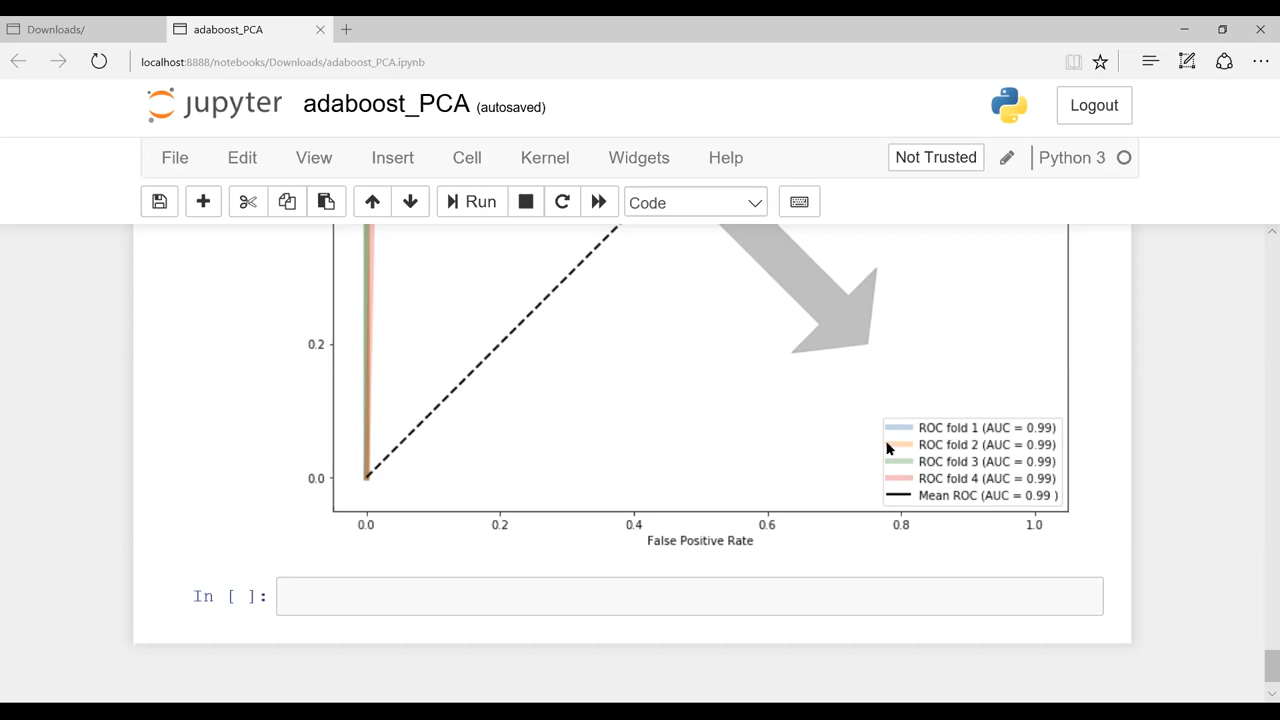 Downloads/
adaboost_PCA
localhost:8888/notebooks/Downloads/adaboost_PCA.ipynb
jupyter adaboost_PCA (autosaved)
Logout
File Edit View Insert Cell Kernel Widgets Help
Not Trusted
Python 3
Run
Code
0.2
0.0
ROC fold 1 (AUC = 0.99)
ROC fold 2 (AUC = 0.99)
ROC fold 3 (AUC = 0.99)
ROC fold 4 (AUC = 0.99)
Mean ROC (AUC = 0.99 )
0.0 0.2 0.4 0.6 0.8 1.0
False Positive Rate
In [ ]: